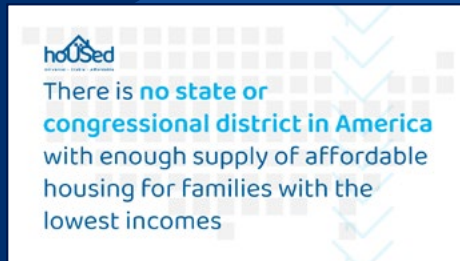 hoUSed
There is no state or
congressional district in America
with enough supply of affordable
housing for families with the
lowest incomes